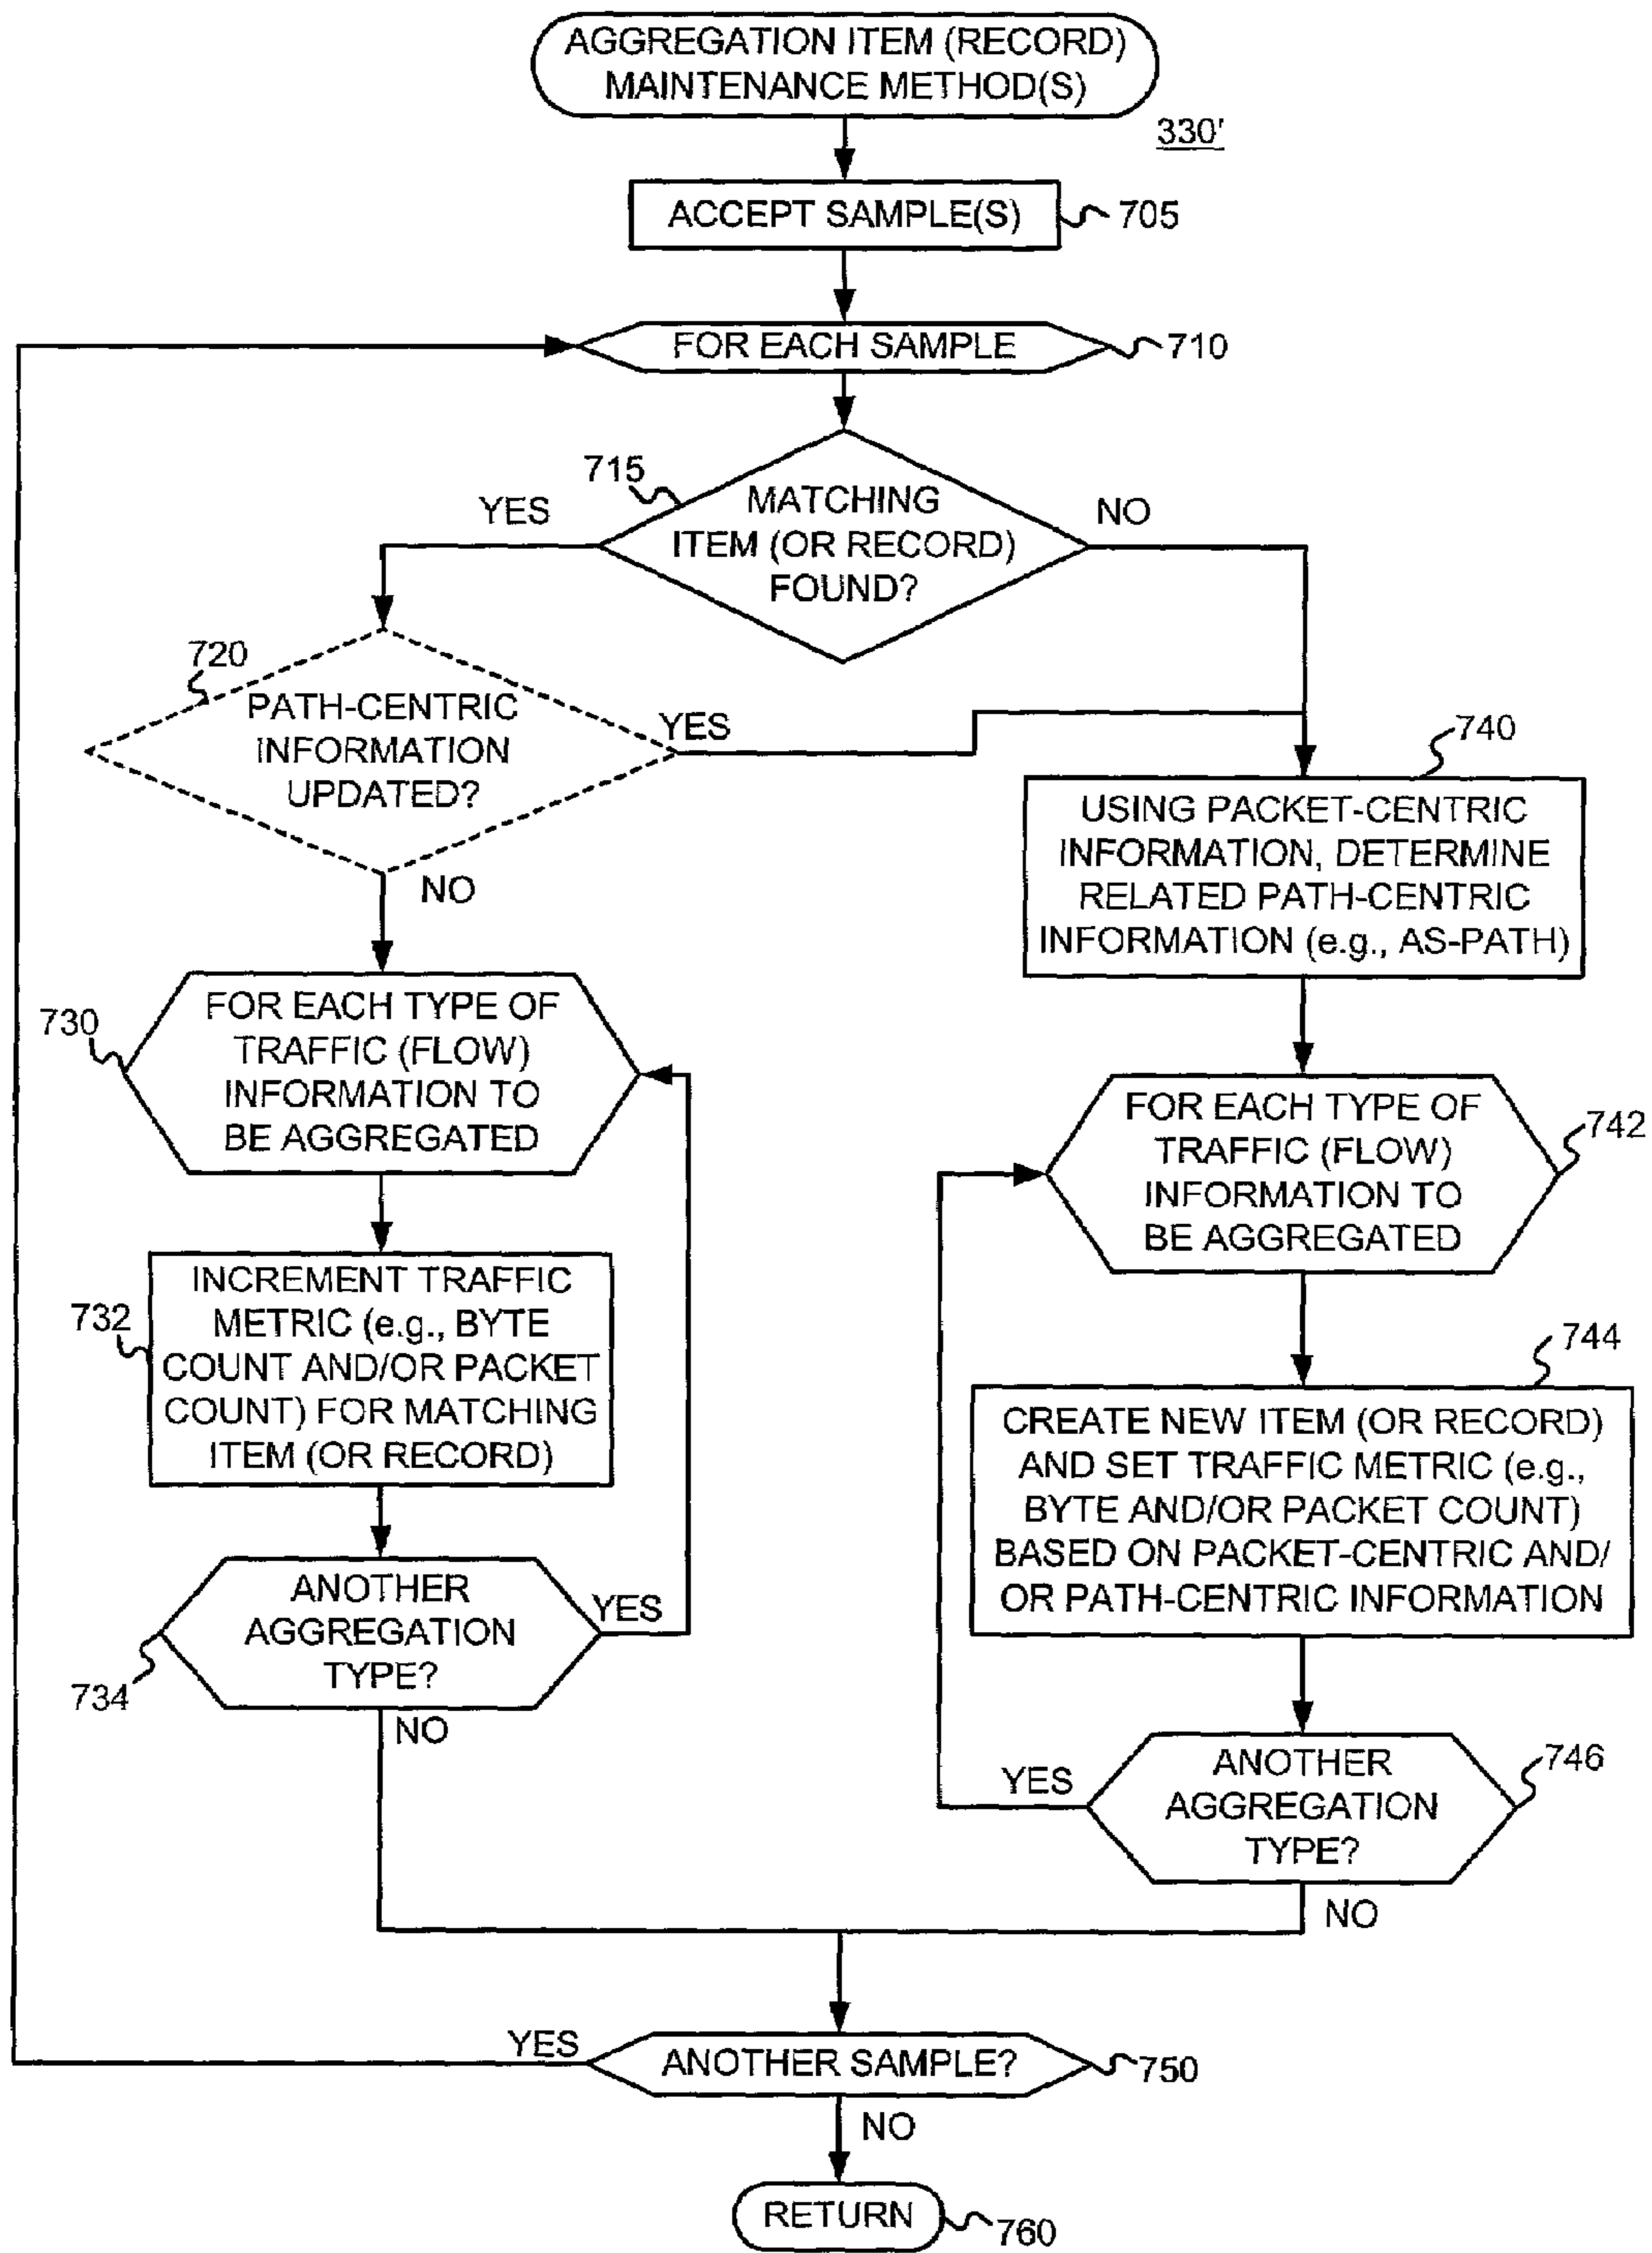 AGGREGATION ITEM (RECORD)
MAINTENANCE METHOD(S)
330'
ACCEPT SAMPLE(S)
705
FOR EACH SAMPLE
710
715
MATCHING
ITEM (OR RECORD)
FOUND?
YES
NO
720
PATH-CENTRIC
INFORMATION
UPDATED?
YES
NO
740
USING PACKET-CENTRIC
INFORMATION, DETERMINE
RELATED PATH-CENTRIC
INFORMATION (e.g., AS-PATH)
730
FOR EACH TYPE OF
TRAFFIC (FLOW)
INFORMATION TO
BE AGGREGATED
742
FOR EACH TYPE OF
TRAFFIC (FLOW)
INFORMATION TO
BE AGGREGATED
732
INCREMENT TRAFFIC
METRIC (e.g., BYTE
COUNT AND/OR PACKET
COUNT) FOR MATCHING
ITEM (OR RECORD)
744
CREATE NEW ITEM (OR RECORD)
AND SET TRAFFIC METRIC (e.g.,
BYTE AND/OR PACKET COUNT)
BASED ON PACKET-CENTRIC AND/
OR PATH-CENTRIC INFORMATION
734
ANOTHER
AGGREGATION
TYPE?
YES
NO
746
ANOTHER
AGGREGATION
TYPE?
YES
NO
YES
ANOTHER SAMPLE?
750
NO
RETURN
760